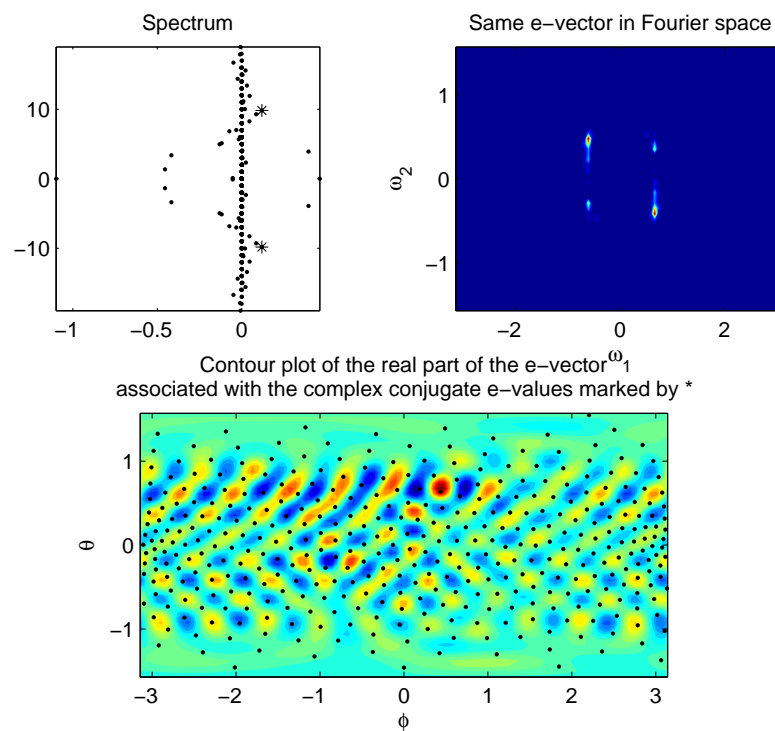 Spectrum
Same e−vector in Fourier space
10
0
−10
−1
−0.5
0
ω2
1
0
−1
−2
0
2
ω1
Contour plot of the real part of the e−vector
associated with the complex conjugate e−values marked by *
θ
1
0
−1
−3
−2
−1
0
1
2
3
ϕ